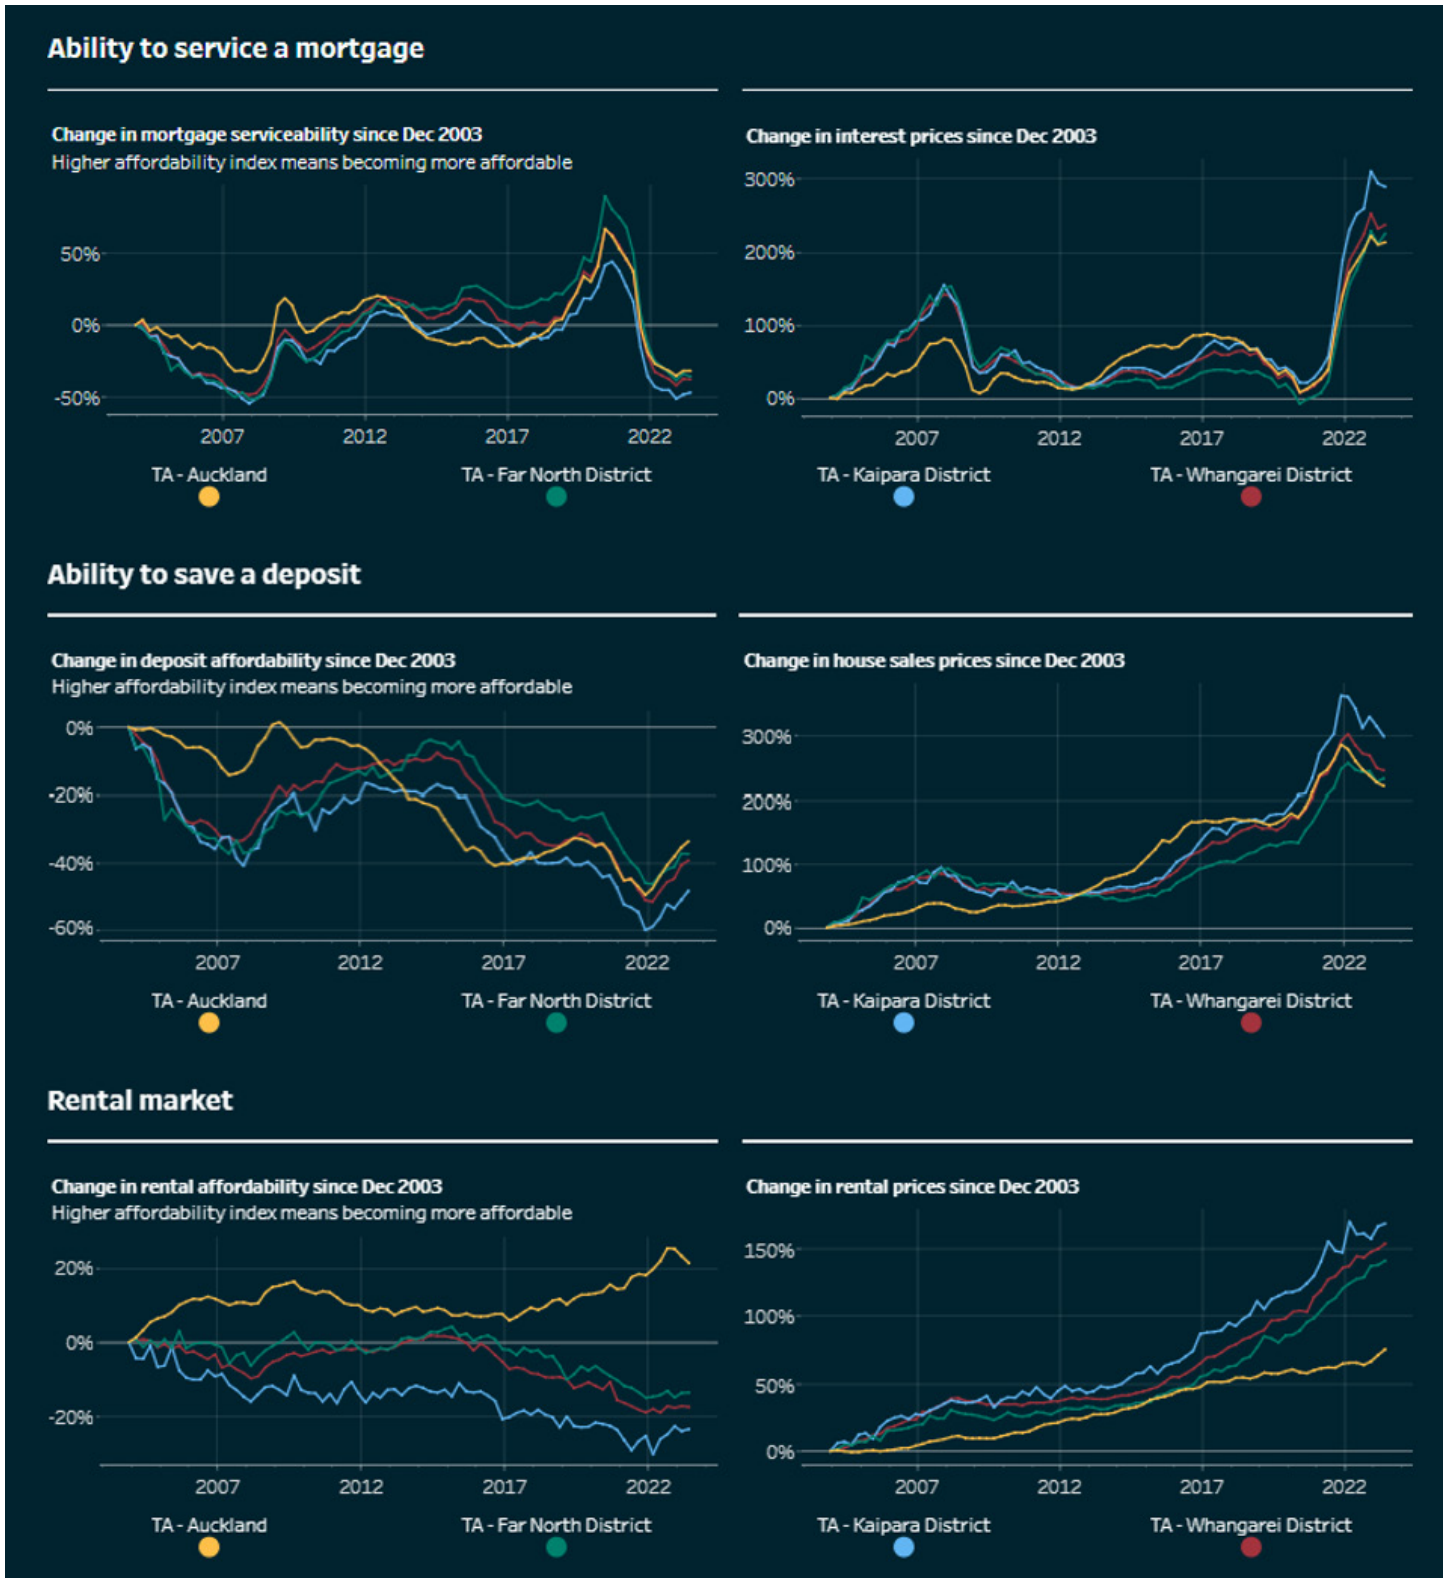 Ability to service a mortgage
Change in mortgage serviceability since Dec 2003
Higher affordability index means becoming more affordable
50%
0%
-50%
2007
2012
2017
2022
Change in interest prices since Dec 2003
300%
200%
100%
0%
2007
2012
2017
2022
TA - Auckland
TA - Far North District
TA - Kaipara District
TA - Whangarei District
Ability to save a deposit
Change in deposit affordability since Dec 2003
Higher affordability index means becoming more affordable
0%
-20%
-40%
-60%
2007
2012
2017
2022
Change in house sales prices since Dec 2003
300%
200%
100%
0%
2007
2012
2017
2022
TA - Auckland
TA - Far North District
TA - Kaipara District
TA - Whangarei District
Rental market
Change in rental affordability since Dec 2003
Higher affordability index means becoming more affordable
20%
0%
-20%
2007
2012
2017
2022
Change in rental prices since Dec 2003
150%
100%
50%
0%
2007
2012
2017
2022
TA - Auckland
TA - Far North District
TA - Kaipara District
TA - Whangarei District